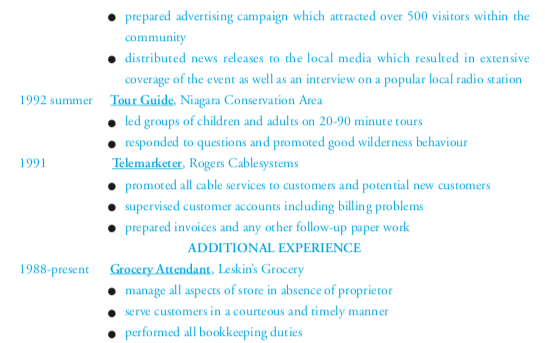 ● prepared advertising campaign which attracted over 500 visitors within the
community
● distributed news releases to the local media which resulted in extensive
coverage of the event as well as an interview on a popular local radio station
1992 summer Tour Guide, Niagara Conservation Area
● led groups of children and adults on 20-90 minute tours
● responded to questions and promoted good wilderness behaviour
1991 Telemarketer, Rogers Cablesystems
● promoted all cable services to customers and potential new customers
● supervised customer accounts including billing problems
● prepared invoices and any other follow-up paper work
ADDITIONAL EXPERIENCE
1988-present Grocery Attendant, Leskin's Grocery
● manage all aspects of store in absence of proprietor
● serve customers in a courteous and timely manner
● performed all bookkeeping duties